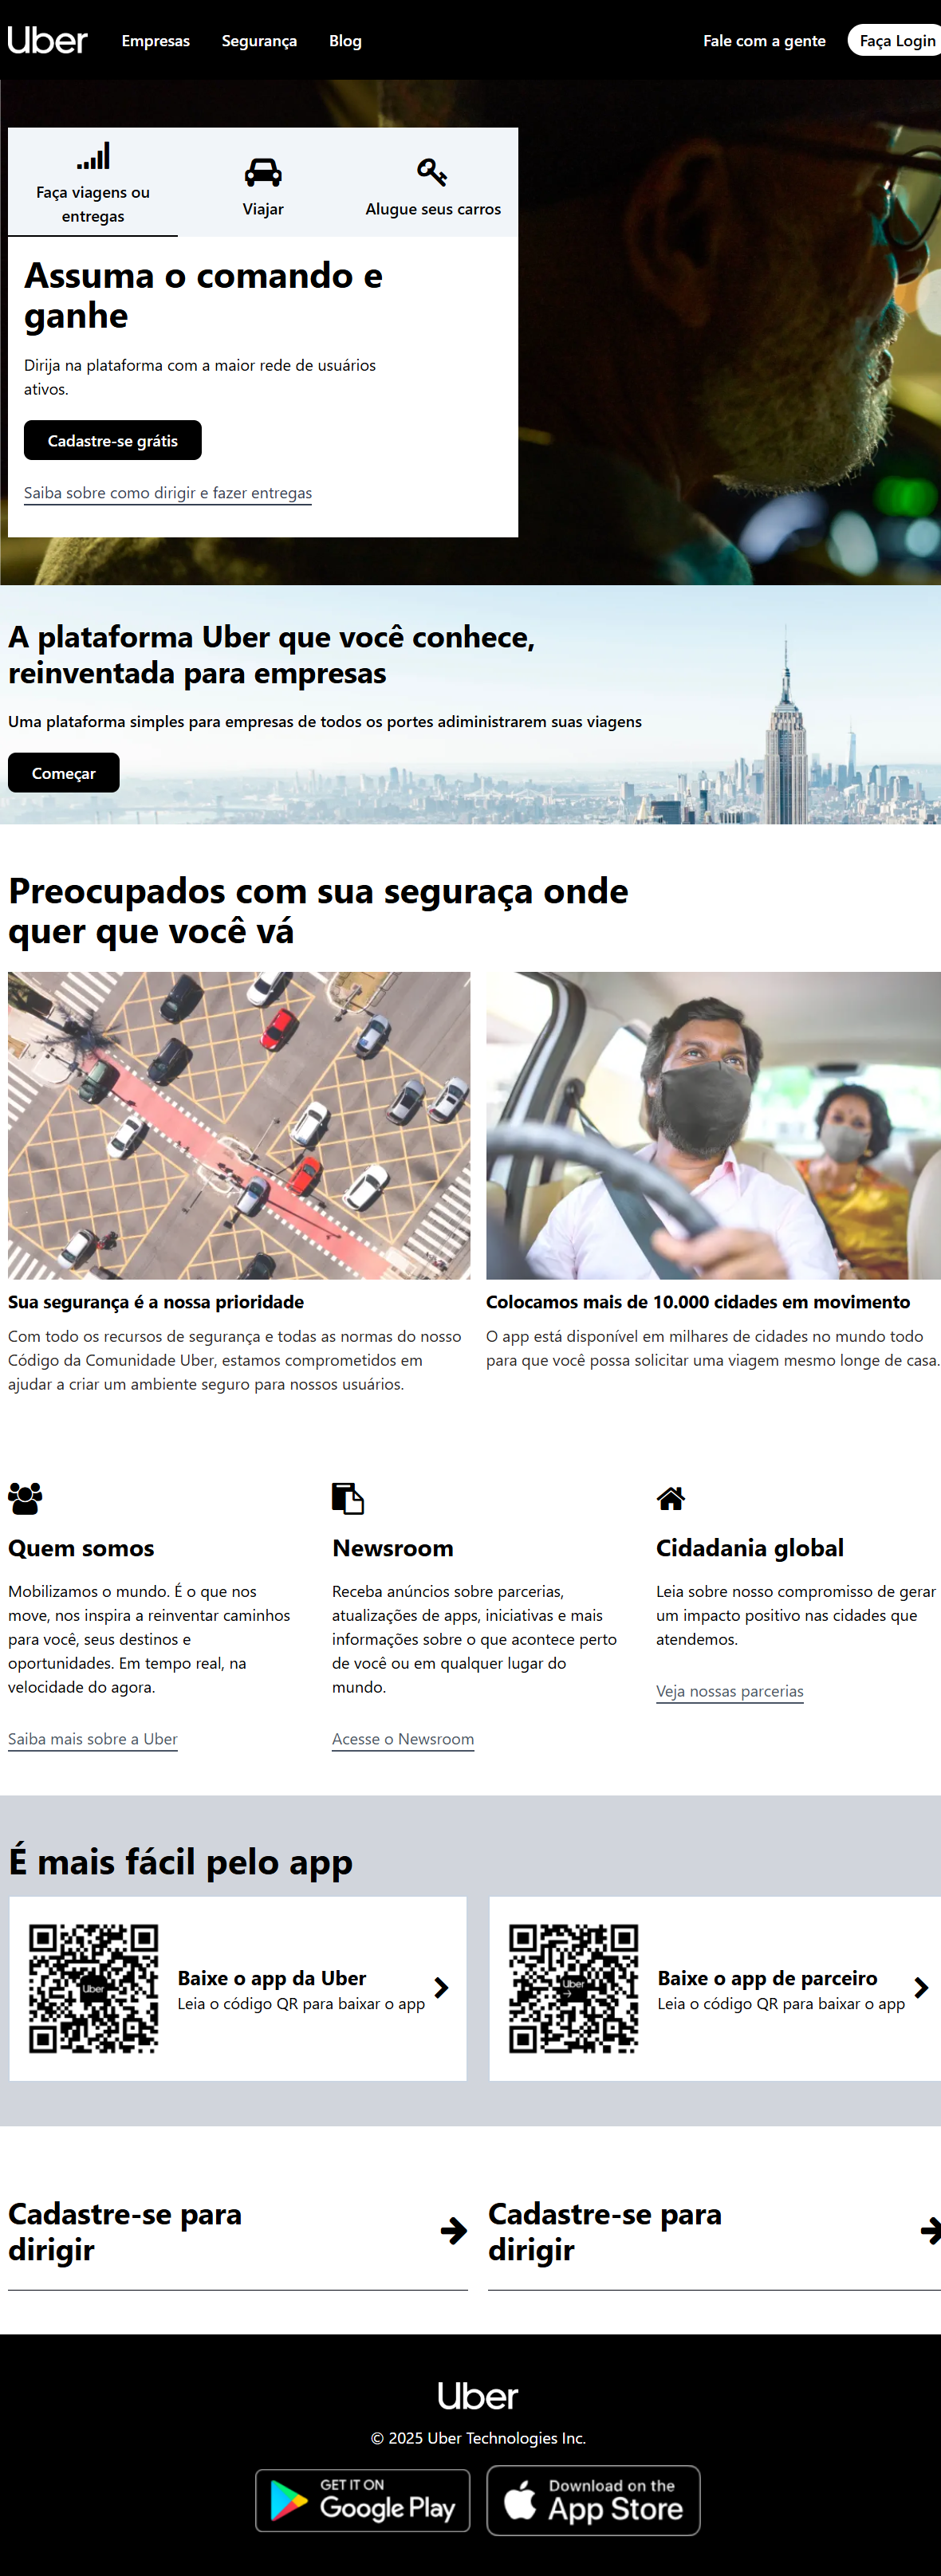 Uber
Empresas
Segurança
Blog
Fale com a gente
Faça Login
Faça viagens ou
entregas
Viajar
Alugue seus carros
Assuma o comando e
ganhe
Dirija na plataforma com a maior rede de usuários
ativos.
Cadastre-se grátis
Saiba sobre como dirigir e fazer entregas
A plataforma Uber que você conhece,
reinventada para empresas
Uma plataforma simples para empresas de todos os portes adiministrarem suas viagens
Começar
Preocupados com sua seguraça onde
quer que você vá
Sua segurança é a nossa prioridade
Com todo os recursos de segurança e todas as normas do nosso
Código da Comunidade Uber, estamos comprometidos em
ajudar a criar um ambiente seguro para nossos usuários.
Colocamos mais de 10.000 cidades em movimento
O app está disponível em milhares de cidades no mundo todo
para que você possa solicitar uma viagem mesmo longe de casa.
Quem somos
Mobilizamos o mundo. É o que nos
move, nos inspira a reinventar caminhos
para você, seus destinos e
oportunidades. Em tempo real, na
velocidade do agora.
Saiba mais sobre a Uber
Newsroom
Receba anúncios sobre parcerias,
atualizações de apps, iniciativas e mais
informações sobre o que acontece perto
de você ou em qualquer lugar do
mundo.
Acesse o Newsroom
Cidadania global
Leia sobre nosso compromisso de gerar
um impacto positivo nas cidades que
atendemos.
Veja nossas parcerias
É mais fácil pelo app
Uber
Baixe o app da Uber
Leia o código QR para baixar o app
Uber
Baixe o app de parceiro
Leia o código QR para baixar o app
Cadastre-se para
dirigir
Cadastre-se para
dirigir
Uber
© 2025 Uber Technologies Inc.
GET IT ON
Google Play
Download on the
App Store